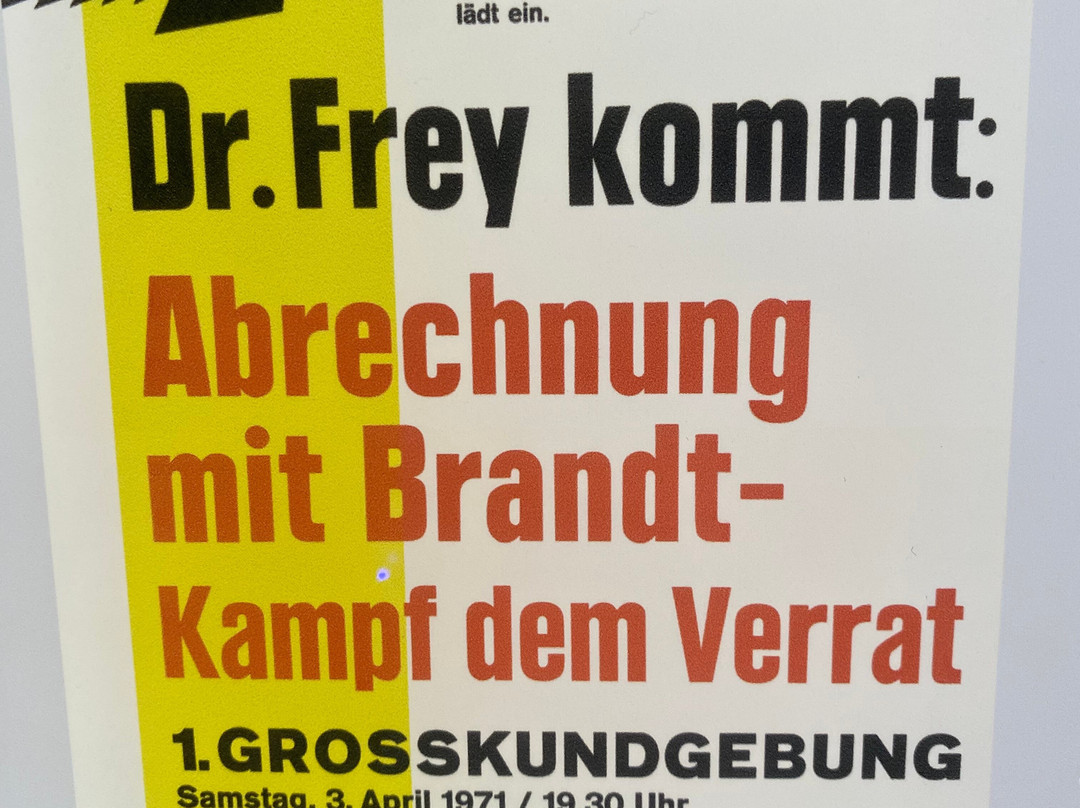 lädt ein.
Dr. Frey kommt:
Abrechnung
mit Brandt-
Kampf dem Verrat
1. GROSSKUNDGEBUNG
Samstag, 3. April 1971 / 19.30 Uhr